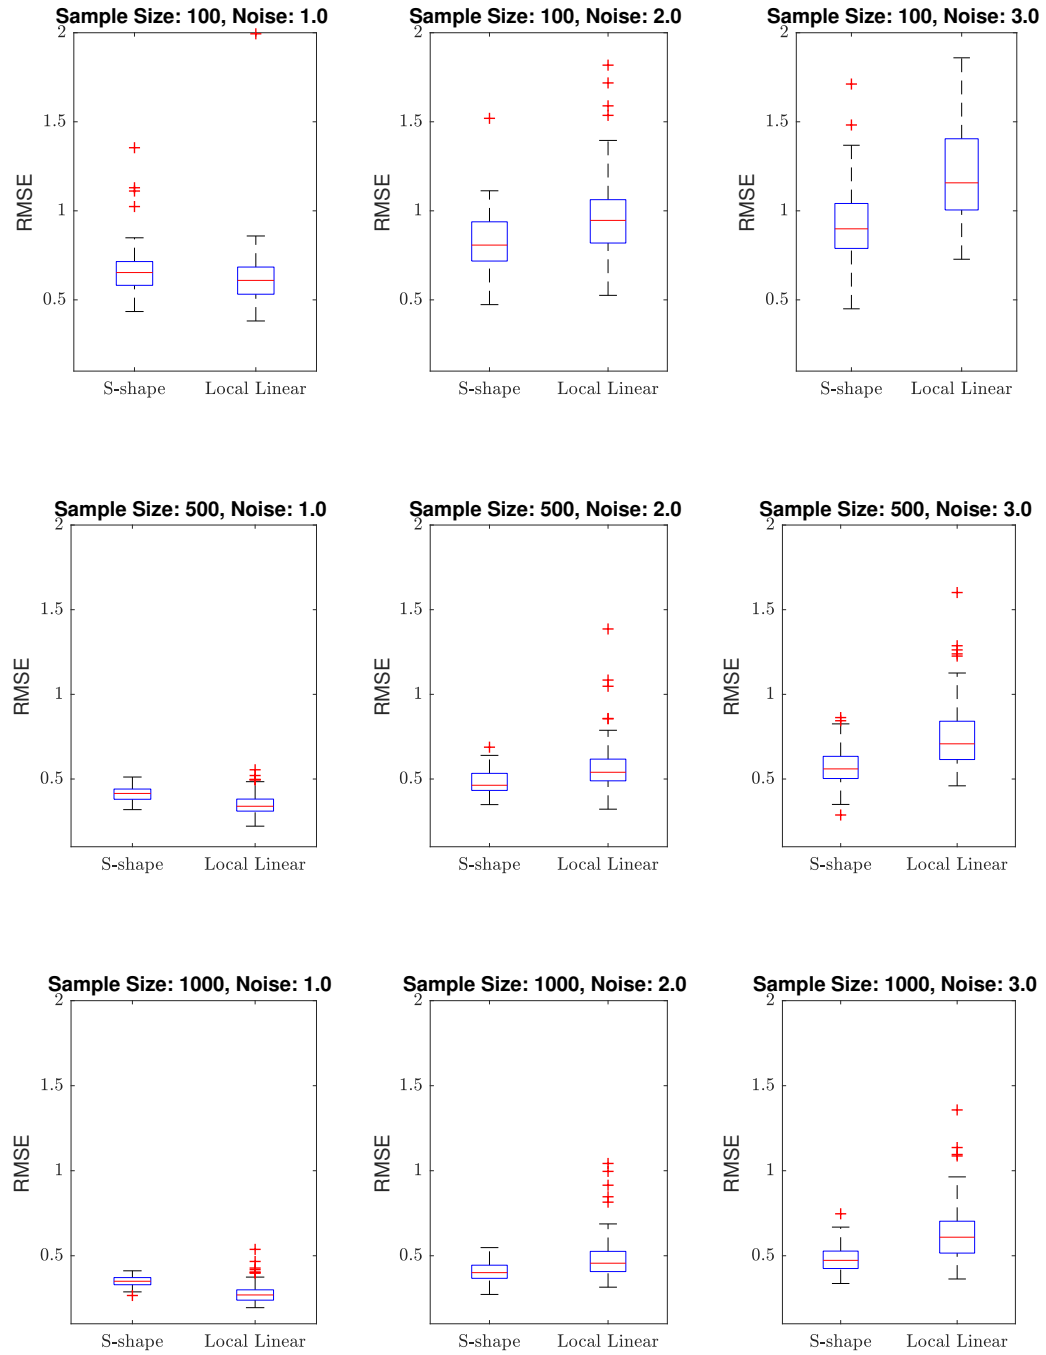 Sample Size: 100, Noise: 1.0
2
1.5
1
0.5
RMSE
S-shape Local Linear
Sample Size: 100, Noise: 2.0
2
1.5
1
0.5
RMSE
S-shape Local Linear
Sample Size: 100, Noise: 3.0
2
1.5
1
0.5
RMSE
S-shape Local Linear
Sample Size: 500, Noise: 1.0
2
1.5
1
0.5
RMSE
S-shape Local Linear
Sample Size: 500, Noise: 2.0
2
1.5
1
0.5
RMSE
S-shape Local Linear
Sample Size: 500, Noise: 3.0
2
1.5
1
0.5
RMSE
S-shape Local Linear
Sample Size: 1000, Noise: 1.0
2
1.5
1
0.5
RMSE
S-shape Local Linear
Sample Size: 1000, Noise: 2.0
2
1.5
1
0.5
RMSE
S-shape Local Linear
Sample Size: 1000, Noise: 3.0
2
1.5
1
0.5
RMSE
S-shape Local Linear